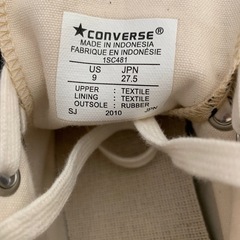 ★CONVERSE®
MADE IN INDONESIA
FABRIQUE EN INDONÉSIE
1SC481
US JPN
9 27.5
UPPER : TEXTILE
LINING : TEXTILE
OUTSOLE : RUBBER
SJ 2010 JPN